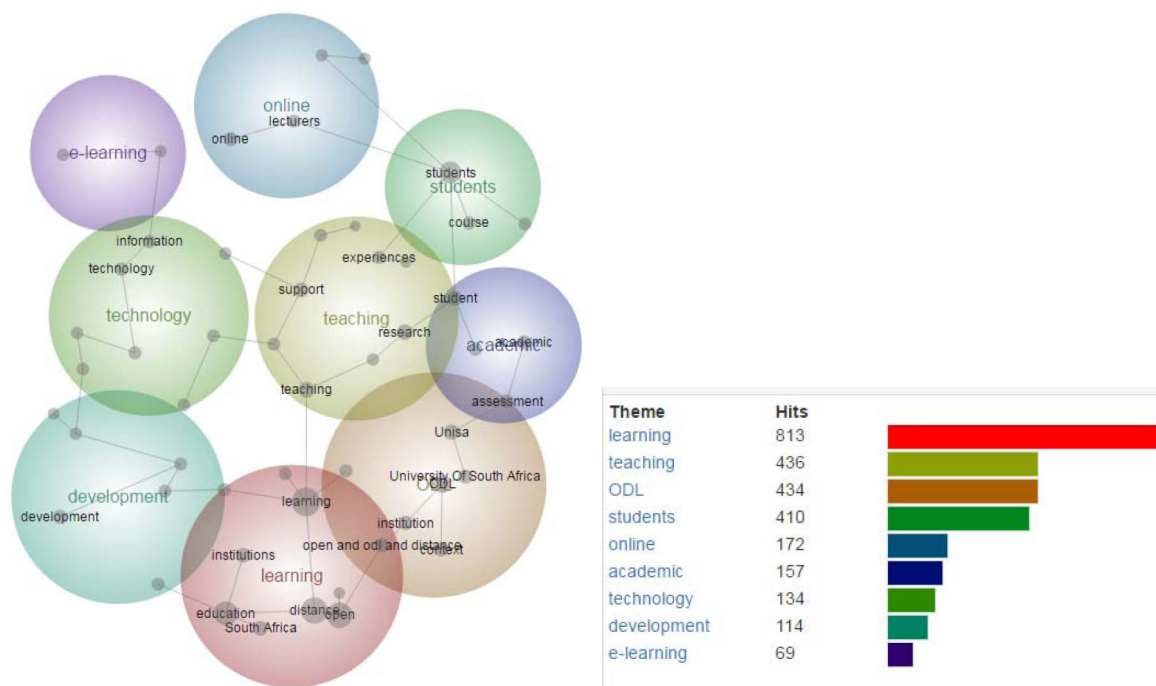 online
lecturers
online
e-learning
students
students
course
information
technology
technology
experiences
support
teaching
research
teaching
student
academic
academic
assessment
Unisa
University Of South Africa
ODL
institution
context
development
development
learning
open and odl and distance
institutions
learning
education
distance
open
South Africa
Theme Hits
learning 813
teaching 436
ODL 434
students 410
online 172
academic 157
technology 134
development 114
e-learning 69